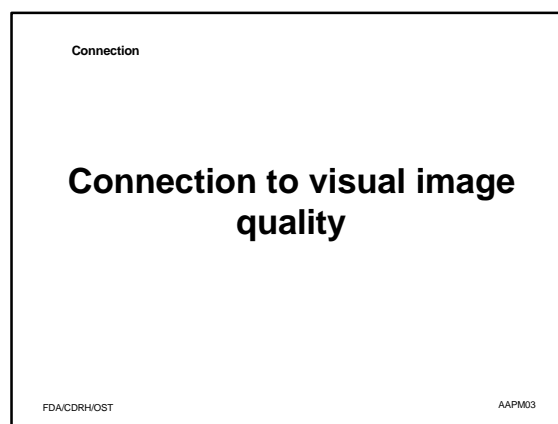 Connection
Connection to visual image
quality
FDA/CDRH/OST
AAPM03